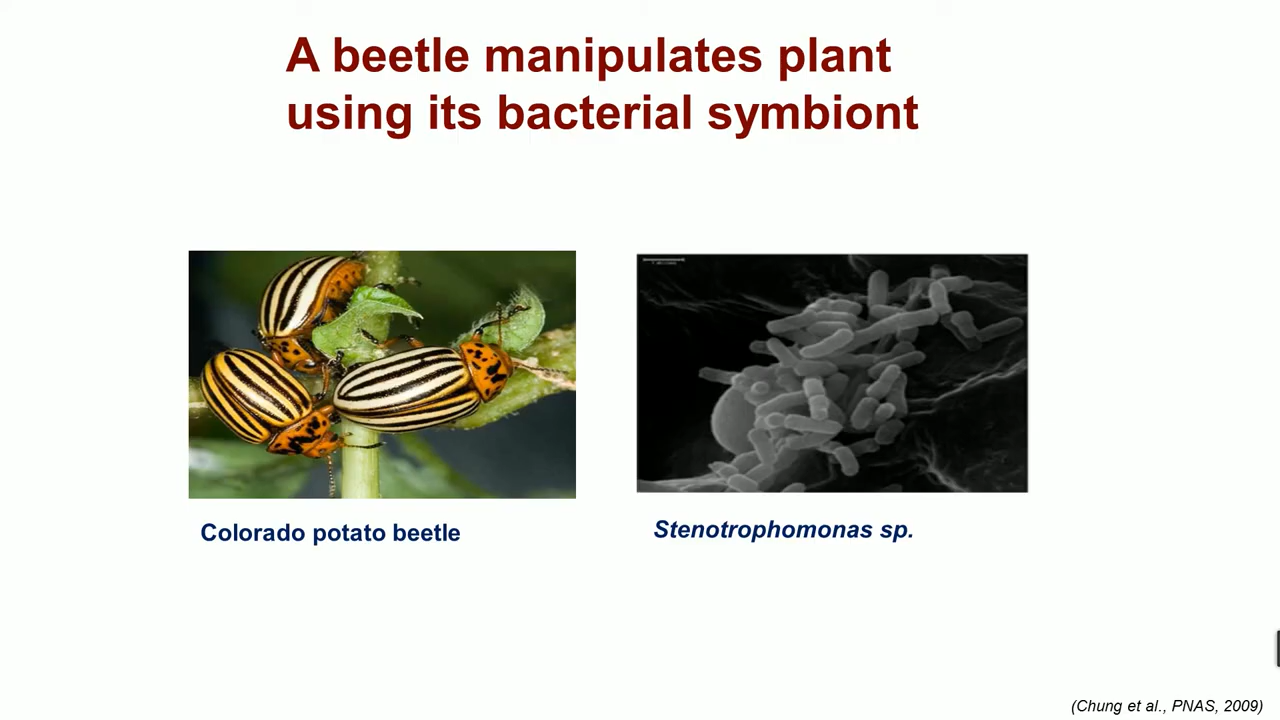 A beetle manipulates plant
using its bacterial symbiont
Colorado potato beetle
Stenotrophomonas sp.
(Chung et al., PNAS, 2009)